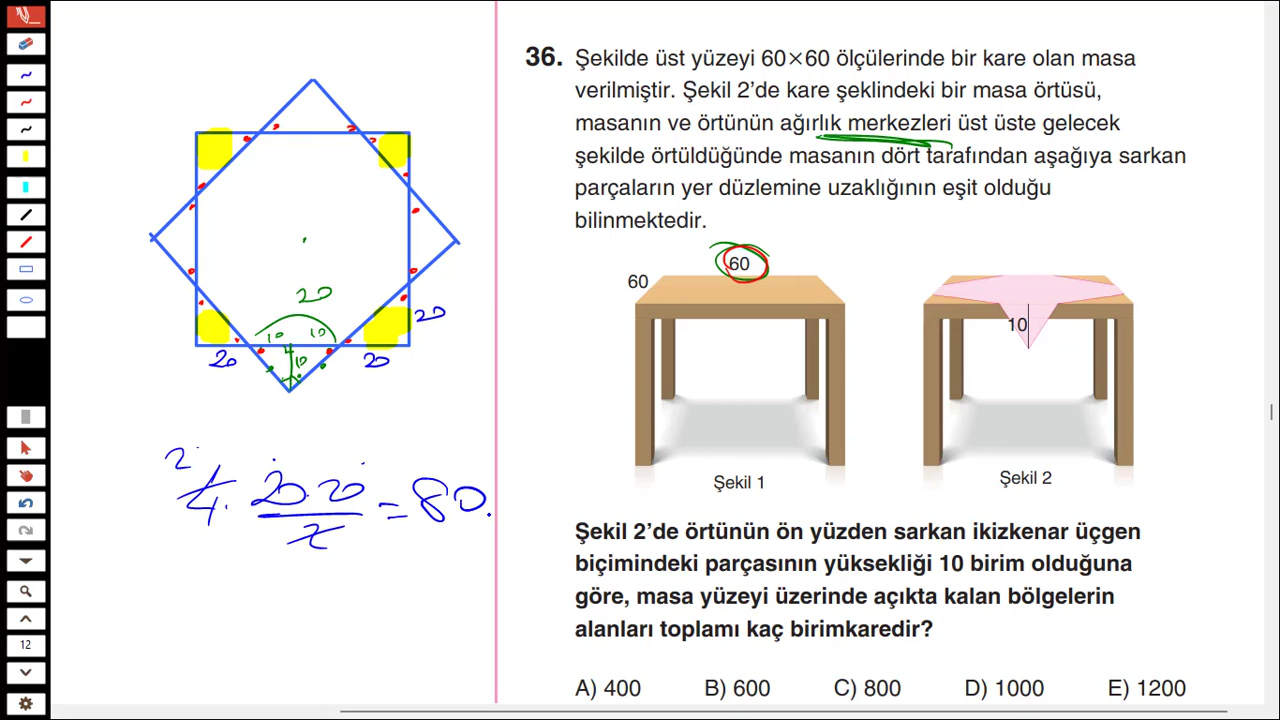 36. Şekilde üst yüzeyi 60×60 ölçülerinde bir kare olan masa
verilmiştir. Şekil 2’de kare şeklindeki bir masa örtüsü,
masanın ve örtünün ağırlık merkezleri üst üste gelecek
şekilde örtüldüğünde masanın dört tarafından aşağıya sarkan
parçaların yer düzlemine uzaklığının eşit olduğu
bilinmektedir.
60
60
10
Şekil 1
Şekil 2
Şekil 2’de örtünün ön yüzden sarkan ikizkenar üçgen
biçimindeki parçasının yüksekliği 10 birim olduğuna
göre, masa yüzeyi üzerinde açıkta kalan bölgelerin
alanları toplamı kaç birimkaredir?
A) 400 B) 600 C) 800 D) 1000 E) 1200
20
10 10
20
20 10 20
2
4. 20.20 = 80.
2
12